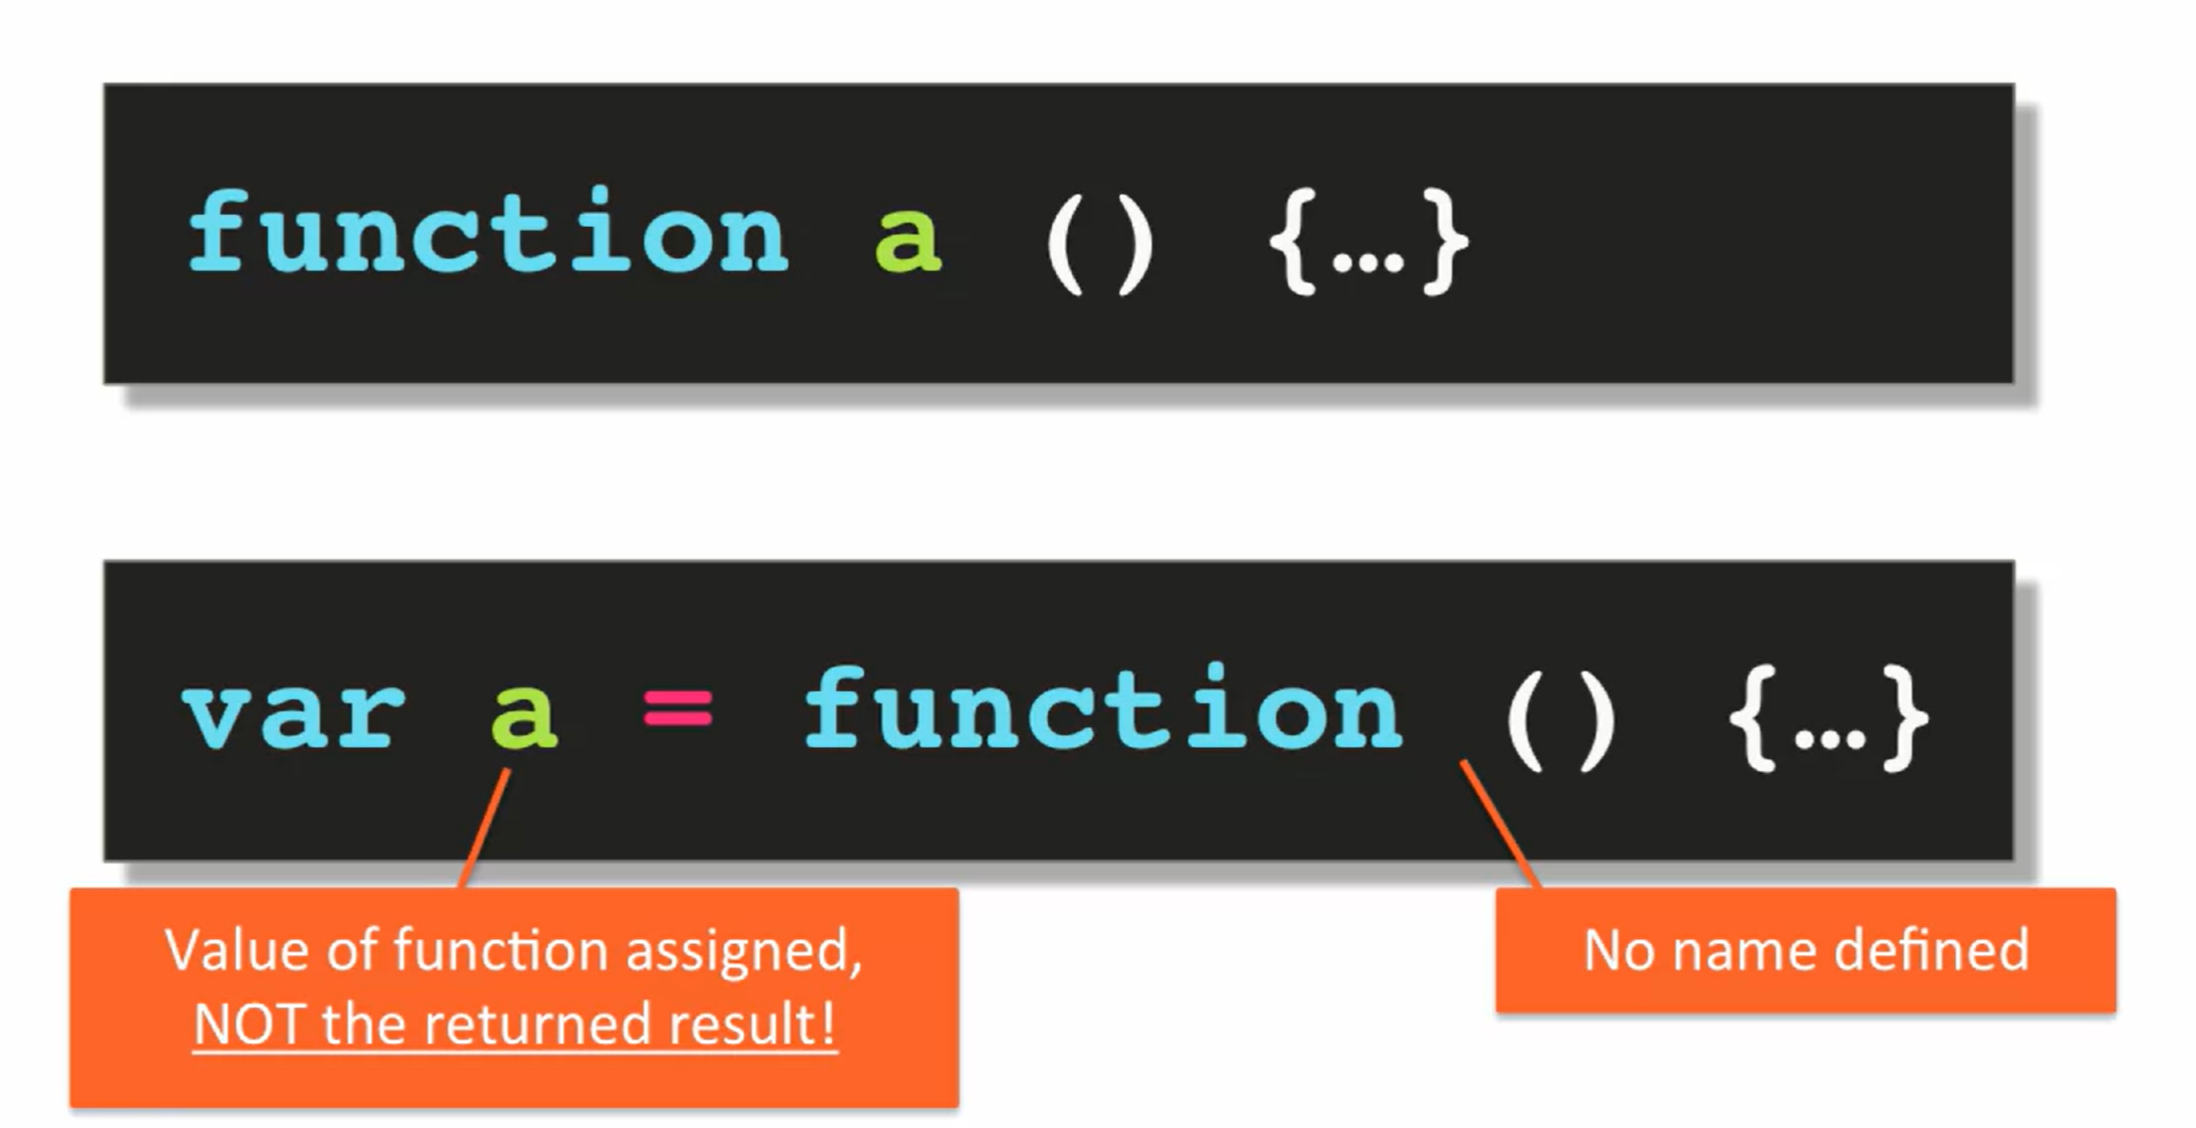 function a () {…}
var a = function () {…}
Value of function assigned,
NOT the returned result!
No name defined